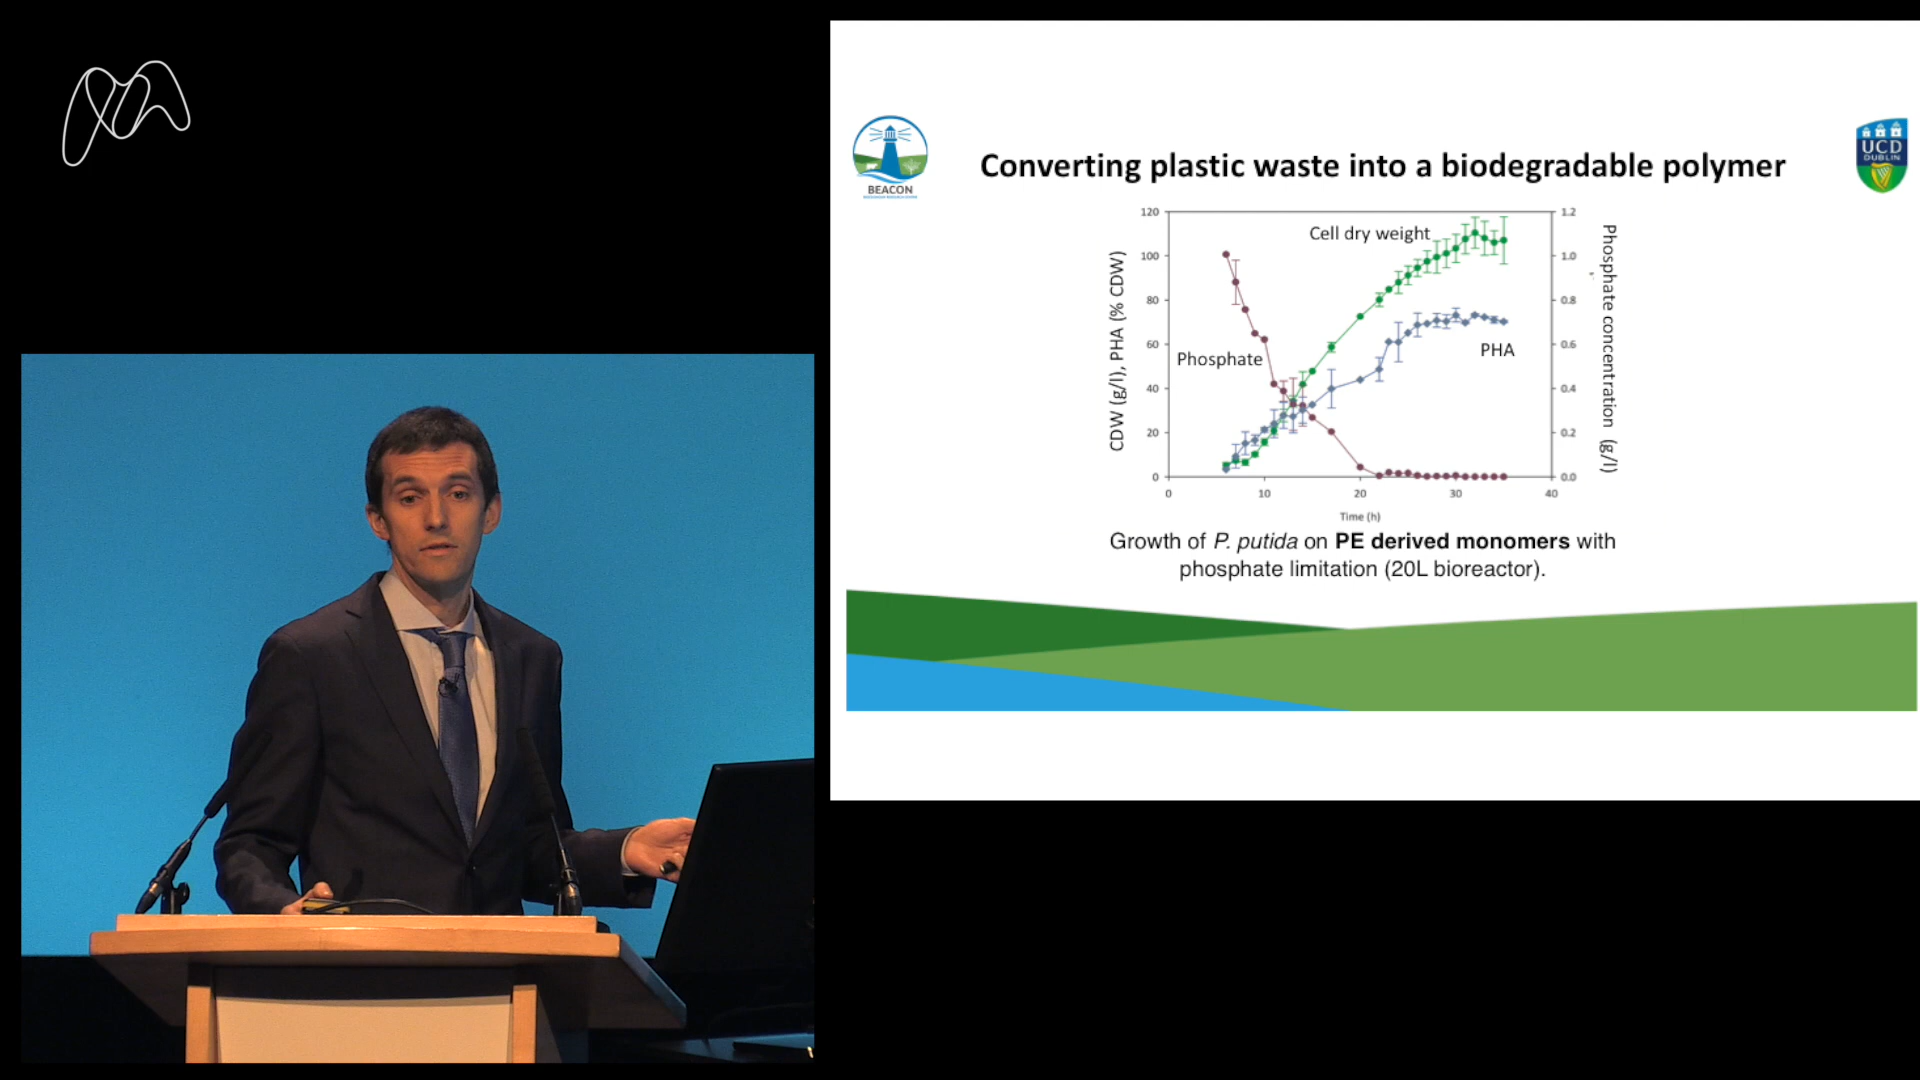 BEACON
UCD
DUBLIN
Converting plastic waste into a biodegradable polymer
CDW (g/l), PHA (% CDW)
120
100
80
60
40
20
0
Cell dry weight
Phosphate
PHA
1.2
1.0
0.8
0.6
0.4
0.2
0.0
Phosphate concentration (g/l)
0
10
20
30
40
Time (h)
Growth of P. putida on PE derived monomers with
phosphate limitation (20L bioreactor).